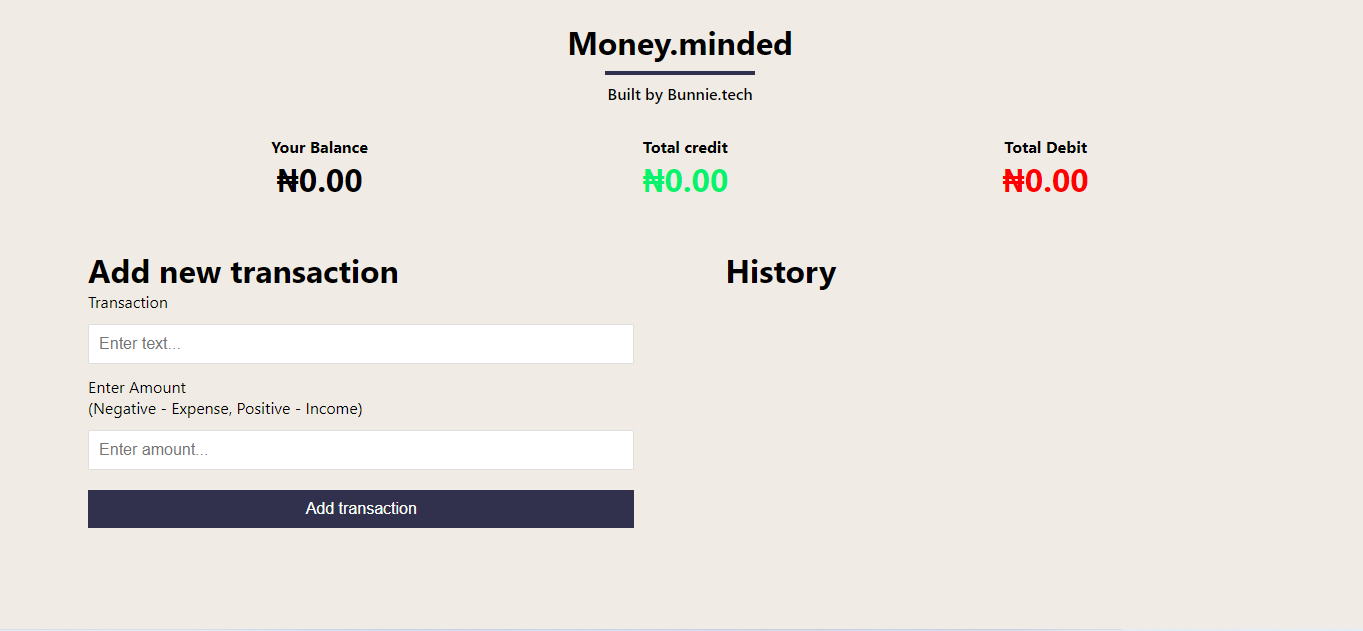 Money.minded
Built by Bunnie.tech
Your Balance
₦0.00
Total credit
₦0.00
Total Debit
₦0.00
Add new transaction
Transaction
Enter text...
Enter Amount
(Negative - Expense, Positive - Income)
Enter amount...
Add transaction
History